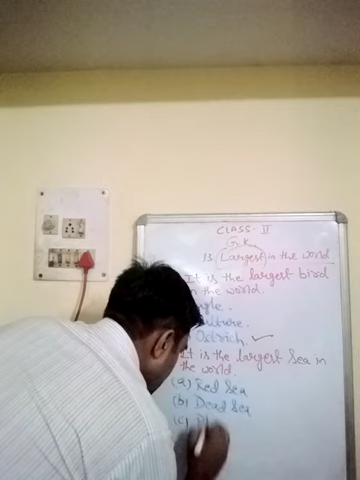 CLASS - II
G.K.
13. Largest in the world
It is the largest bird
in the world.
Ostrich. ✓
It is the largest Sea in
the world.
(a) Red Sea
(b) Dead Sea
(c)